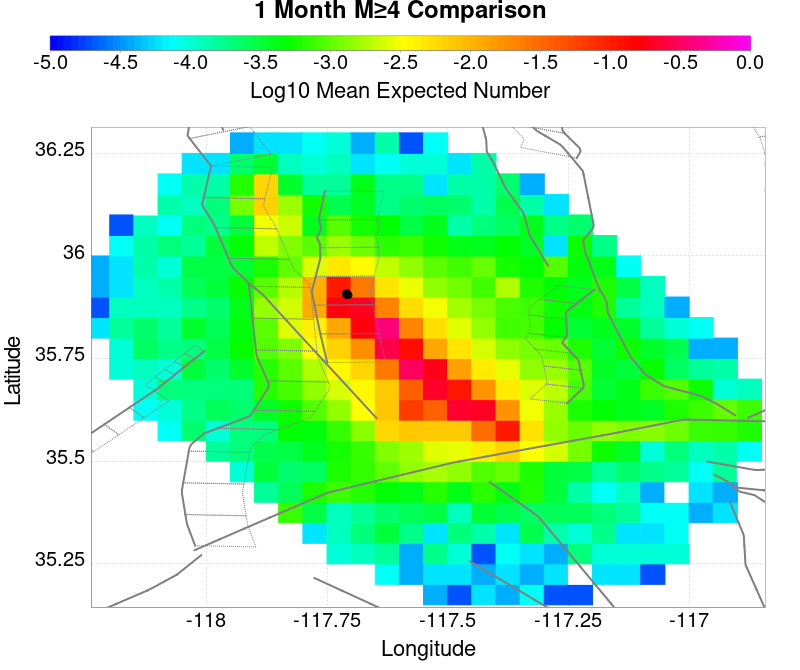 1 Month M≥4 Comparison
-5.0 -4.5 -4.0 -3.5 -3.0 -2.5 -2.0 -1.5 -1.0 -0.5 0.0
Log10 Mean Expected Number
36.25
36
35.75
35.5
35.25
Latitude
-118 -117.75 -117.5 -117.25 -117
Longitude